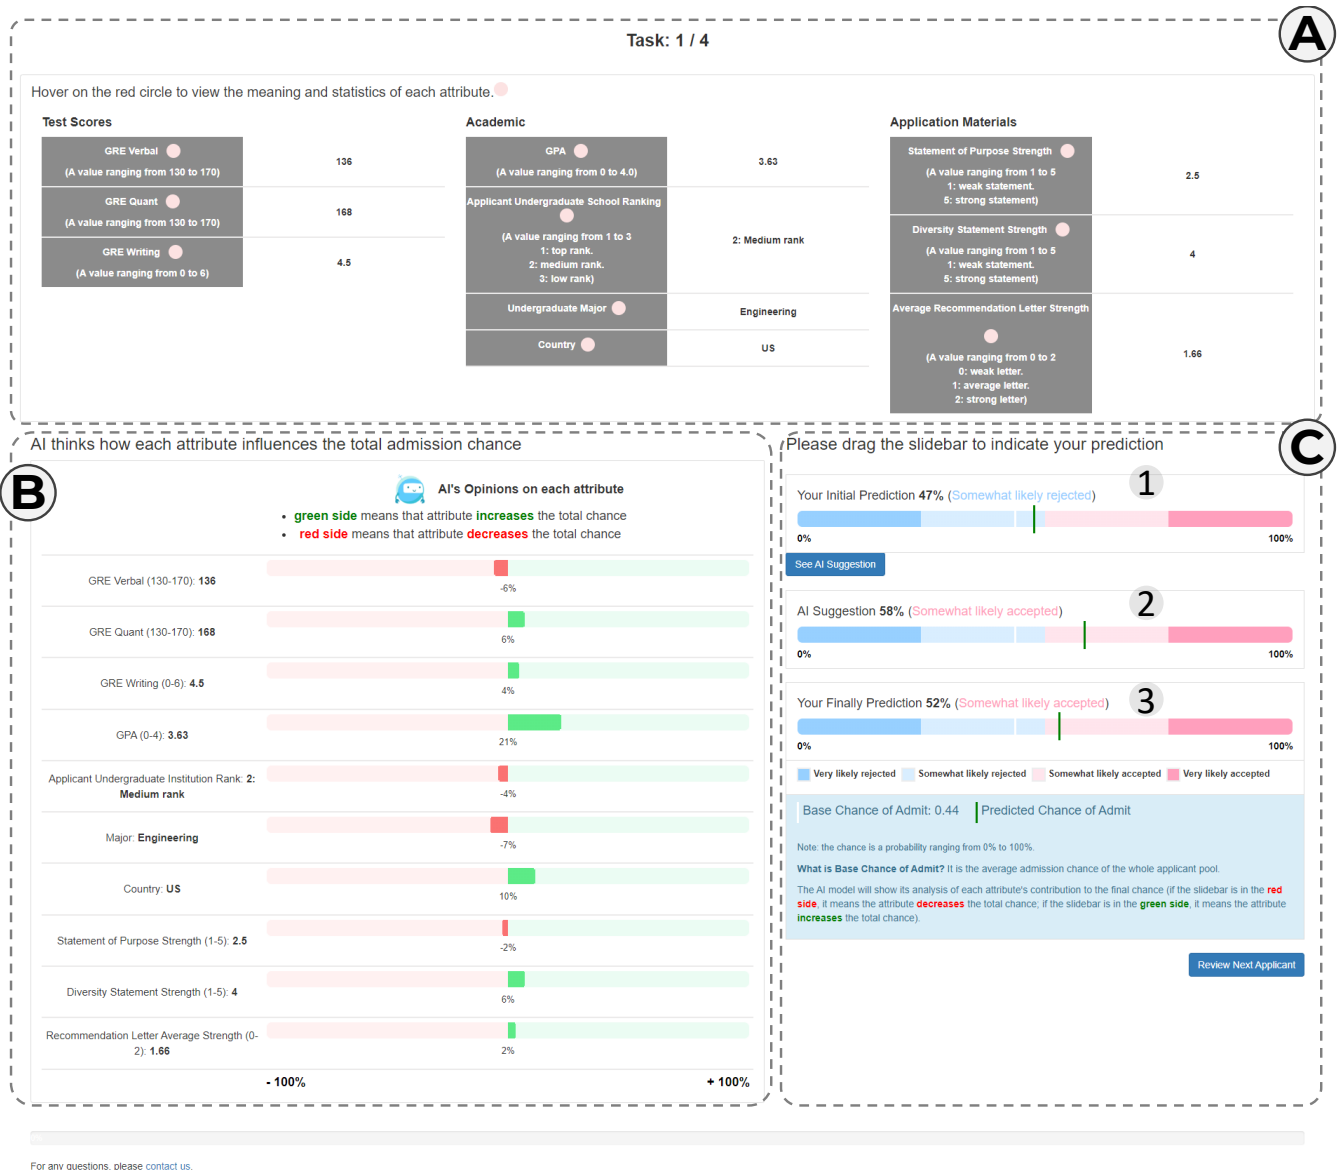 Task: 1 / 4
A
Hover on the red circle to view the meaning and statistics of each attribute.
Test Scores
GRE Verbal
(A value ranging from 130 to 170)
136
GRE Quant
(A value ranging from 130 to 170)
168
GRE Writing
(A value ranging from 0 to 6)
4.5
Academic
GPA
(A value ranging from 0 to 4.0)
3.63
Applicant Undergraduate School Ranking
(A value ranging from 1 to 3
1: top rank.
2: medium rank.
3: low rank)
2: Medium rank
Undergraduate Major
Engineering
Country
US
Application Materials
Statement of Purpose Strength
(A value ranging from 1 to 5
1: weak statement.
5: strong statement)
2.5
Diversity Statement Strength
(A value ranging from 1 to 5
1: weak statement.
5: strong statement)
4
Average Recommendation Letter Strength
(A value ranging from 0 to 2
0: weak letter.
1: average letter.
2: strong letter)
1.66
B
AI thinks how each attribute influences the total admission chance
AI's Opinions on each attribute
• green side means that attribute increases the total chance
• red side means that attribute decreases the total chance
GRE Verbal (130-170): 136
-6%
GRE Quant (130-170): 168
6%
GRE Writing (0-6): 4.5
4%
GPA (0-4): 3.63
21%
Applicant Undergraduate Institution Rank: 2:
Medium rank
-4%
Major: Engineering
-7%
Country: US
10%
Statement of Purpose Strength (1-5): 2.5
-2%
Diversity Statement Strength (1-5): 4
6%
Recommendation Letter Average Strength (0-
2): 1.66
2%
- 100%
+ 100%
C
Please drag the slidebar to indicate your prediction
Your Initial Prediction 47% (Somewhat likely rejected)
1
0%
100%
See AI Suggestion
AI Suggestion 58% (Somewhat likely accepted)
2
0%
100%
Your Finally Prediction 52% (Somewhat likely accepted)
3
0%
100%
Very likely rejected
Somewhat likely rejected
Somewhat likely accepted
Very likely accepted
Base Chance of Admit: 0.44
Predicted Chance of Admit
Note: the chance is a probability ranging from 0% to 100%.
What is Base Chance of Admit? It is the average admission chance of the whole applicant pool.
The AI model will show its analysis of each attribute's contribution to the final chance (if the slidebar is in the red
side, it means the attribute decreases the total chance; if the slidebar is in the green side, it means the attribute
increases the total chance).
Review Next Applicant
For any questions, please contact us.